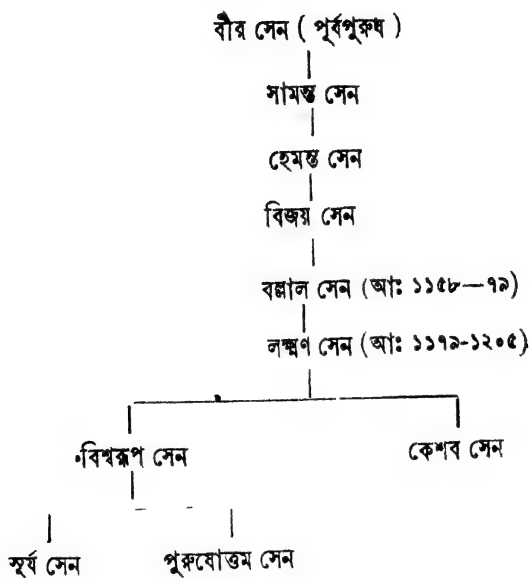 বীর সেন ( পূর্বপুরুষ )
সামন্ত সেন
হেমন্ত সেন
বিজয় সেন
বল্লাল সেন (আঃ ১১৫৮—৭৯)
লক্ষ্মণ সেন (আঃ ১১৭৯-১২০৫)
বিশ্বরূপ সেন কেশব সেন
সূর্য সেন পুরুষোত্তম সেন